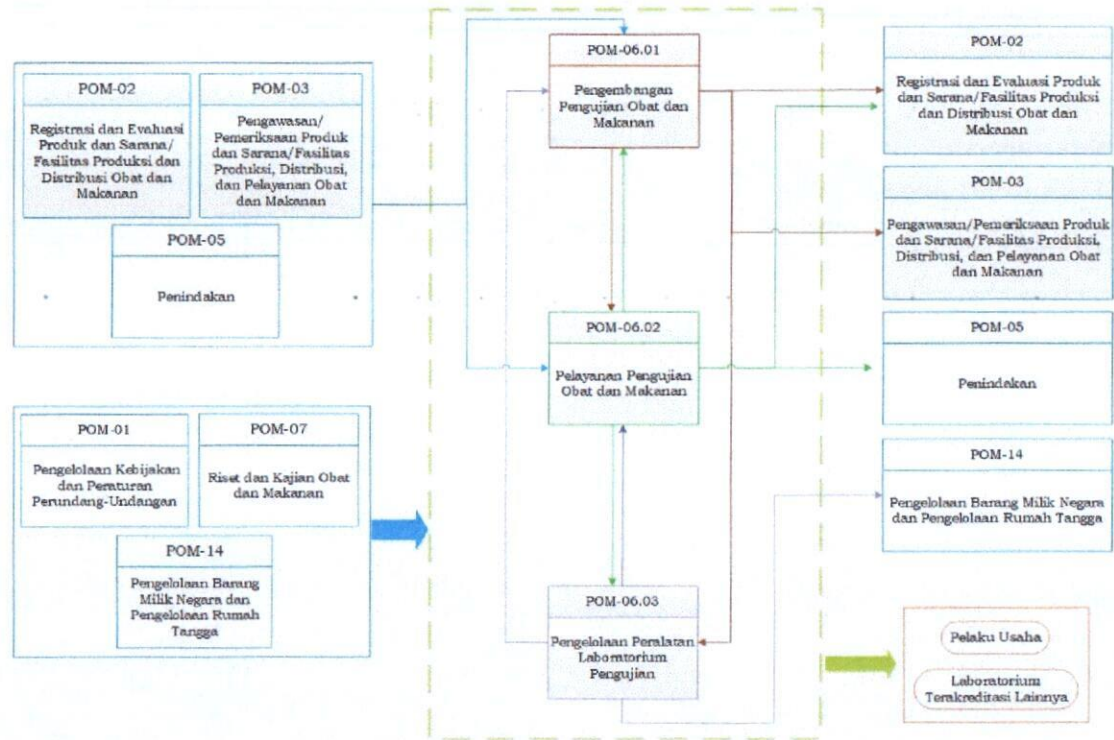 POM-02
Registrasi dan Evaluasi
Produk dan Sarana/
Fasilitas Produksi dan
Distribusi Obat dan
Makanan
POM-03
Pengawasan/
Pemeriksaan Produk
dan Sarana/Fasilitas
Produksi, Distribusi,
dan Pelayanan Obat
dan Makanan
POM-05
Penindakan
POM-01
Pengelolaan Kebijakan
dan Peraturan
Perundang-Undangan
POM-07
Riset dan Kajian Obat
dan Makanan
POM-14
Pengelolaan Barang
Milik Negara dan
Pengelolaan Rumah
Tangga
POM-06.01
Pengembangan
Pengujian Obat dan
Makanan
POM-06.02
Pelayanan Pengujian
Obat dan Makanan
POM-06.03
Pengelolaan Peralatan
Laboratorium
Pengujian
POM-02
Registrasi dan Evaluasi Produk
dan Sarana/Fasilitas Produksi
dan Distribusi Obat dan
Makanan
POM-03
Pengawasan/Pemeriksaan Produk
dan Sarana/Fasilitas Produksi,
Distribusi, dan Pelayanan Obat
dan Makanan
POM-05
Penindakan
POM-14
Pengelolaan Barang Milik Negara
dan Pengelolaan Rumah Tangga
Pelaku Usaha
Laboratorium
Terakreditasi Lainnya